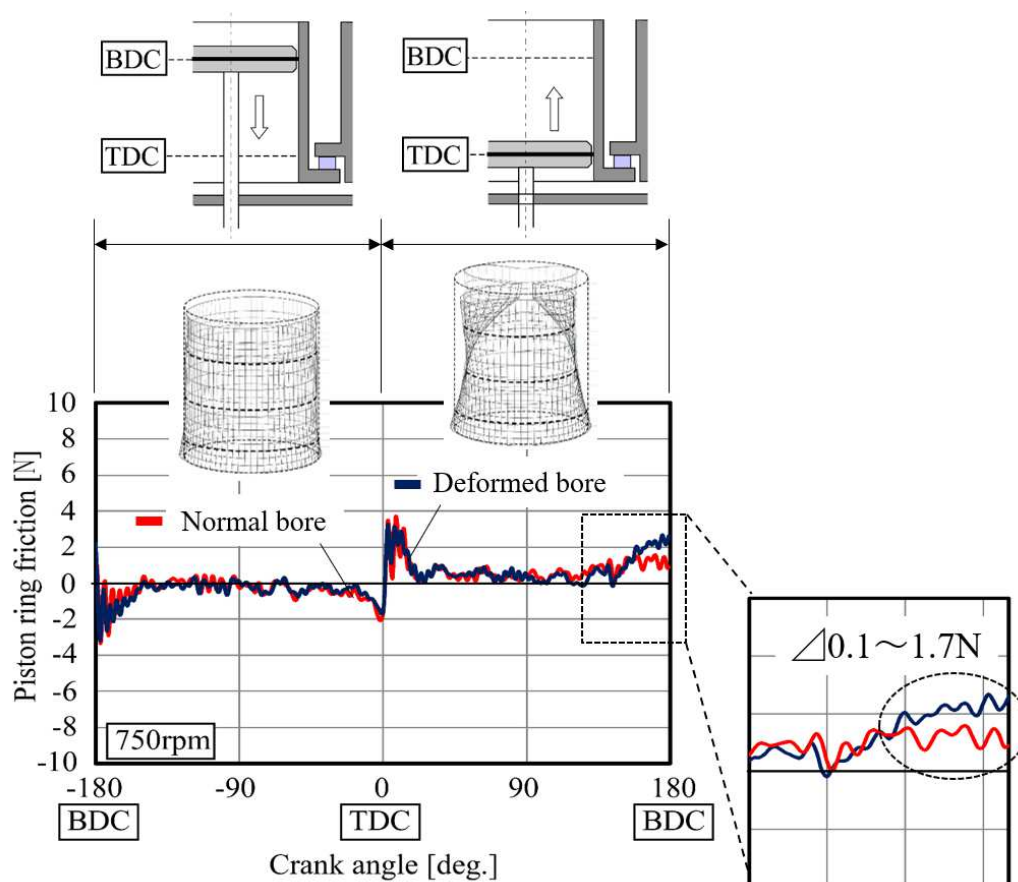 BDC
TDC
BDC
TDC
10
8
6
4
2
0
-2
-4
-6
-8
-10
Piston ring friction [N]
Normal bore
Deformed bore
750rpm
-180
-90
0
90
180
BDC
TDC
BDC
Crank angle [deg.]
⊿0.1～1.7N